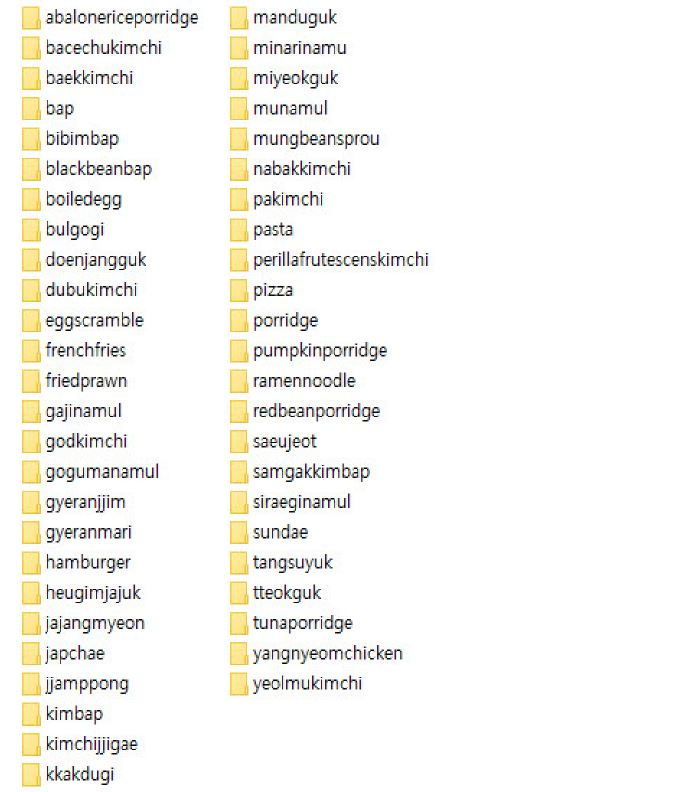 abalonericeporridge
bacechukimchi
baekkimchi
bap
bibimbap
blackbeanbap
boiledegg
bulgogi
doenjangguk
dubukimchi
eggscramble
frenchfries
friedprawn
gajinamul
godkimchi
gogumanamul
gyeranjjim
gyeranmari
hamburger
heugimjajuk
jajangmyeon
japchae
jjamppong
kimbap
kimchijjigae
kkakdugi
manduguk
minarinamu
miyeokguk
munamul
mungbeansprou
nabakkimchi
pakimchi
pasta
perillafrutescenskimchi
pizza
porridge
pumpkinporridge
ramennoodle
redbeanporridge
saeujeot
samgakkimbap
siraeginamul
sundae
tangsuyuk
tteokguk
tunaporridge
yangnyeomchicken
yeolmukimchi